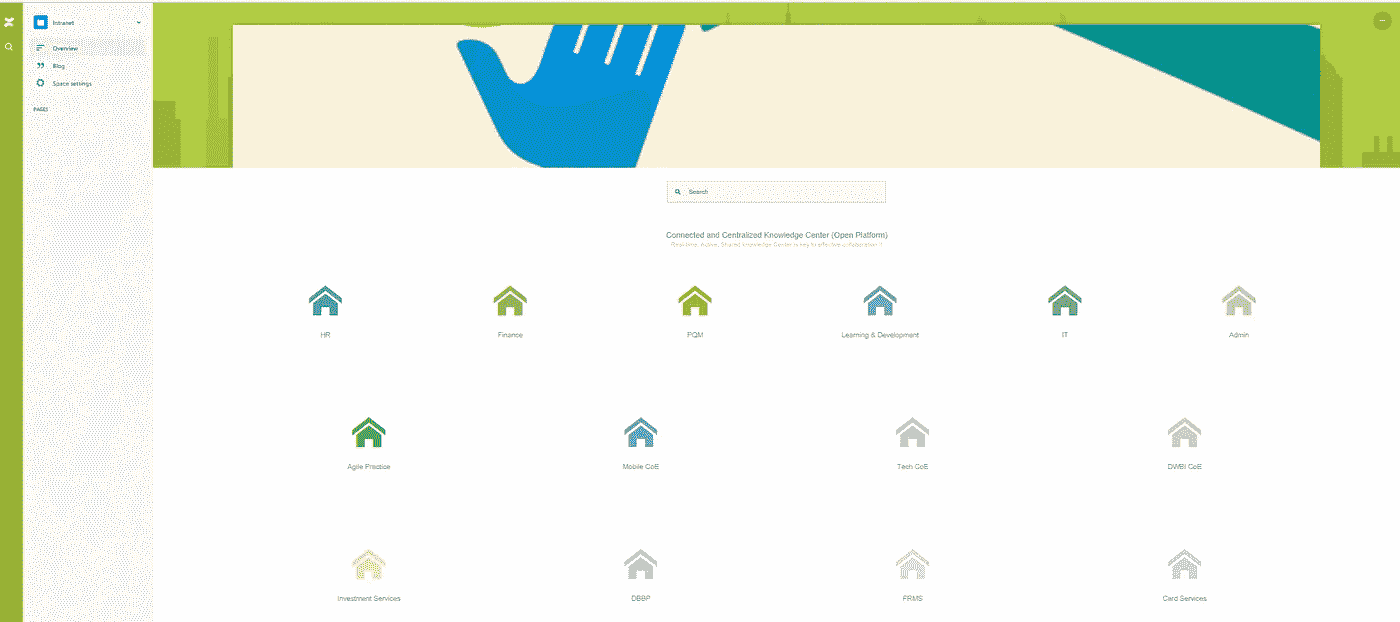 Intranet
Overview
Blog
Space settings
PAGES
Search
Connected and Centralized Knowledge Center (Open Platform)
Real-time, Active, Shared Knowledge Center is key to effective collaboration !!
HR
Finance
PQM
Learning & Development
IT
Admin
Agile Practice
Mobile CoE
Tech CoE
DWBI CoE
Investment Services
DBBP
FRMS
Card Services